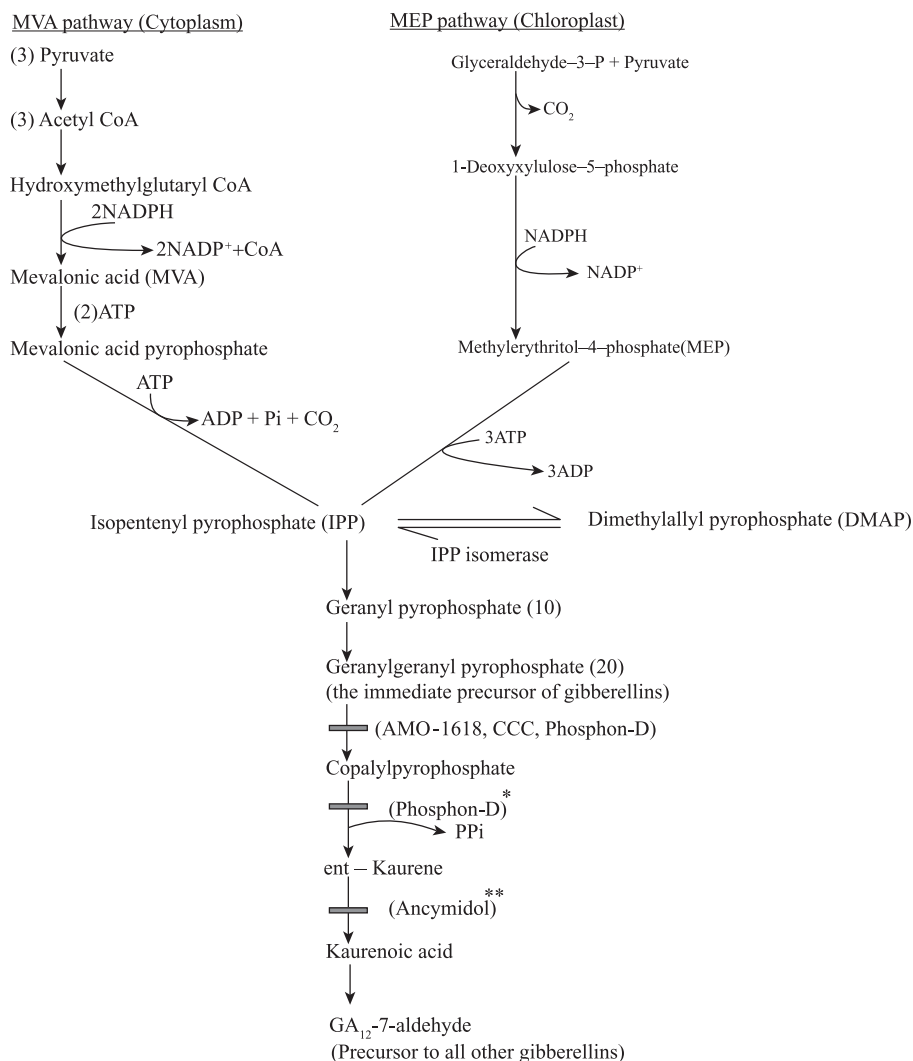 MVA pathway (Cytoplasm)
(3) Pyruvate
(3) Acetyl CoA
Hydroxymethylglutaryl CoA
2NADPH
2NADP⁺+CoA
Mevalonic acid (MVA)
(2)ATP
Mevalonic acid pyrophosphate
ATP
ADP + Pi + CO₂
MEP pathway (Chloroplast)
Glyceraldehyde–3–P + Pyruvate
CO₂
1-Deoxyxylulose–5–phosphate
NADPH
NADP⁺
Methylerythritol–4–phosphate(MEP)
3ATP
3ADP
Isopentenyl pyrophosphate (IPP)
IPP isomerase
Dimethylallyl pyrophosphate (DMAP)
Geranyl pyrophosphate (10)
Geranylgeranyl pyrophosphate (20)
(the immediate precursor of gibberellins)
(AMO-1618, CCC, Phosphon-D)
Copalylpyrophosphate
(Phosphon-D)*
PPi
ent – Kaurene
(Ancymidol)**
Kaurenoic acid
GA₁₂-7-aldehyde
(Precursor to all other gibberellins)